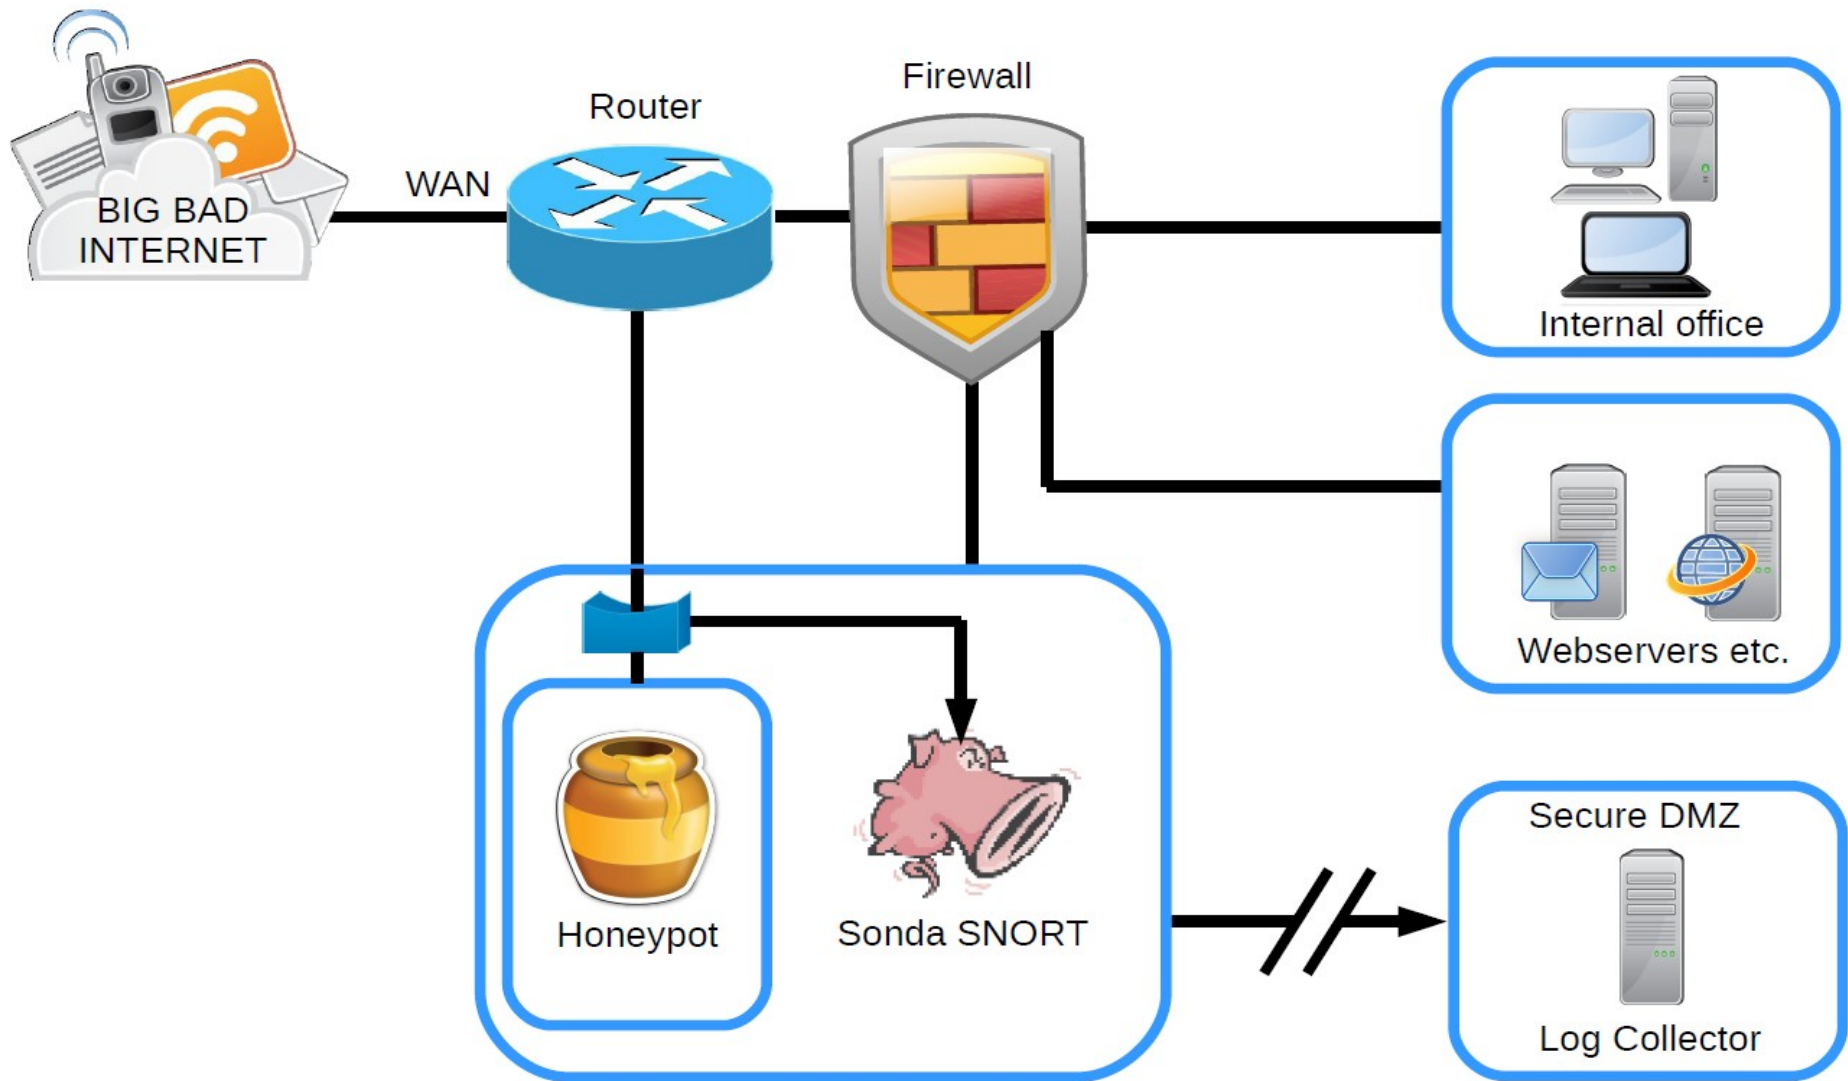 Firewall
Router
WAN
BIG BAD
INTERNET
Internal office
Webservers etc.
Secure DMZ
Honeypot
Sonda SNORT
Log Collector